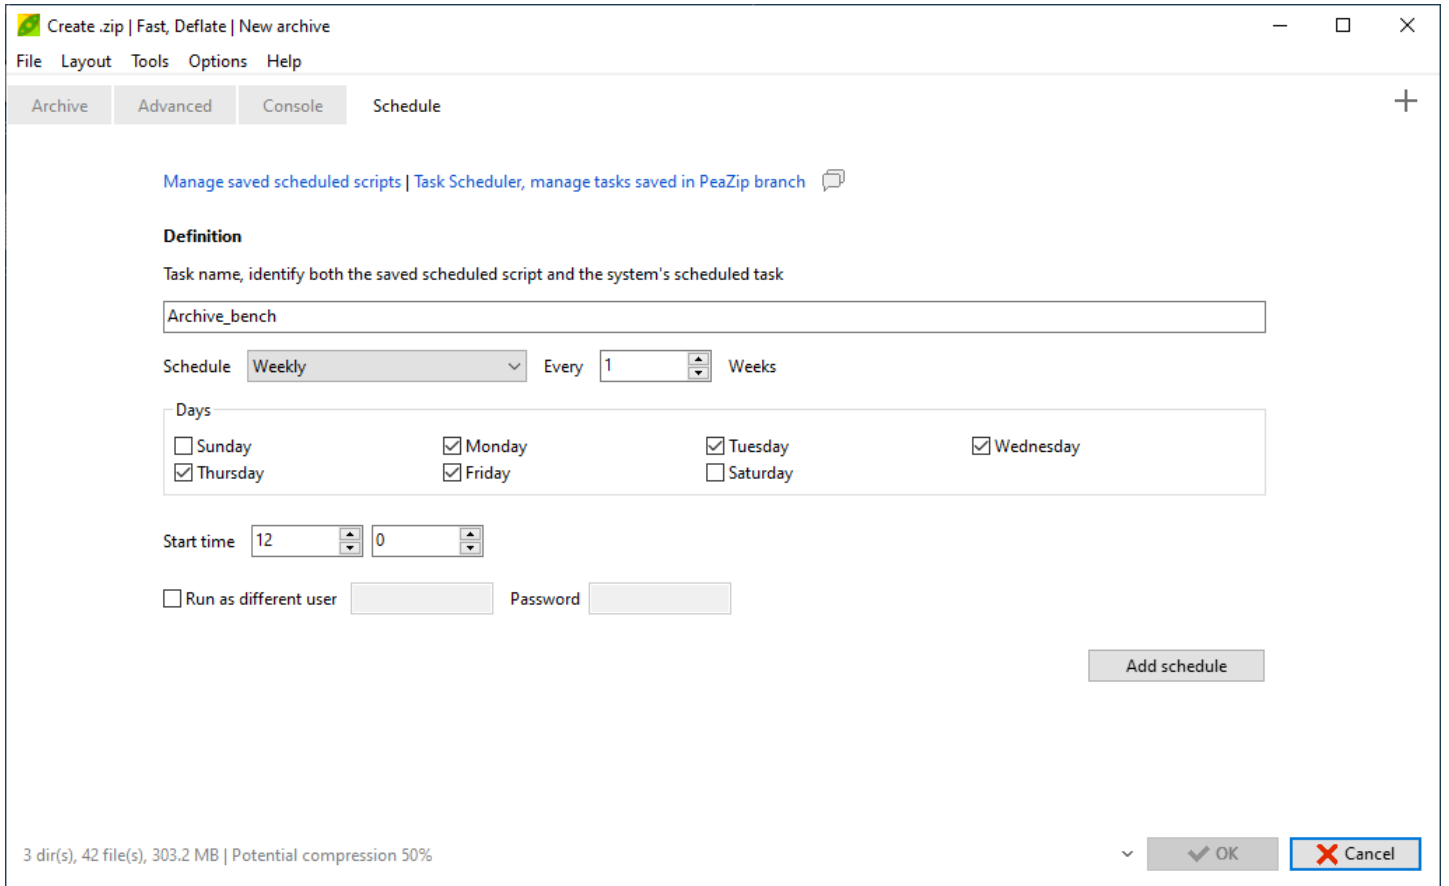 Create .zip | Fast, Deflate | New archive
File Layout Tools Options Help
Archive Advanced Console Schedule
Manage saved scheduled scripts | Task Scheduler, manage tasks saved in PeaZip branch
Definition
Task name, identify both the saved scheduled script and the system's scheduled task
Archive_bench
Schedule Weekly Every 1 Weeks
Days
Sunday Monday Tuesday Wednesday
Thursday Friday Saturday
Start time 12 0
Run as different user Password
Add schedule
3 dir(s), 42 file(s), 303.2 MB | Potential compression 50% OK Cancel